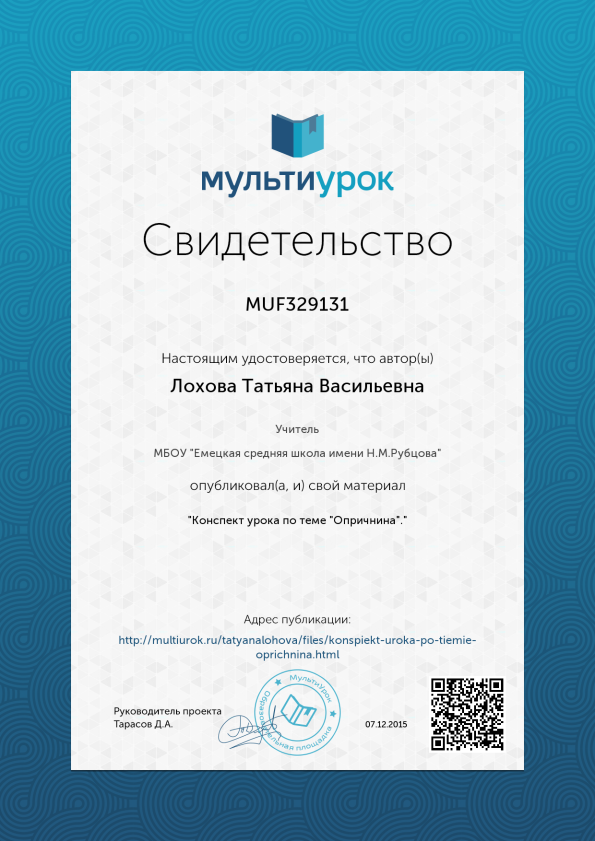 мультиурок
Свидетельство
MUF329131
Настоящим удостоверяется, что автор(ы)
Лохова Татьяна Васильевна
Учитель
МБОУ "Емецкая средняя школа имени Н.М.Рубцова"
опубликовал(а, и) свой материал
"Конспект урока по теме "Опричнина"."
Адрес публикации:
http://multiurok.ru/tatyanalohova/files/konspiekt-uroka-po-tiemie-
oprichnina.html
Руководитель проекта
Тарасов Д.А.
МультиУрок
площадка
07.12.2015